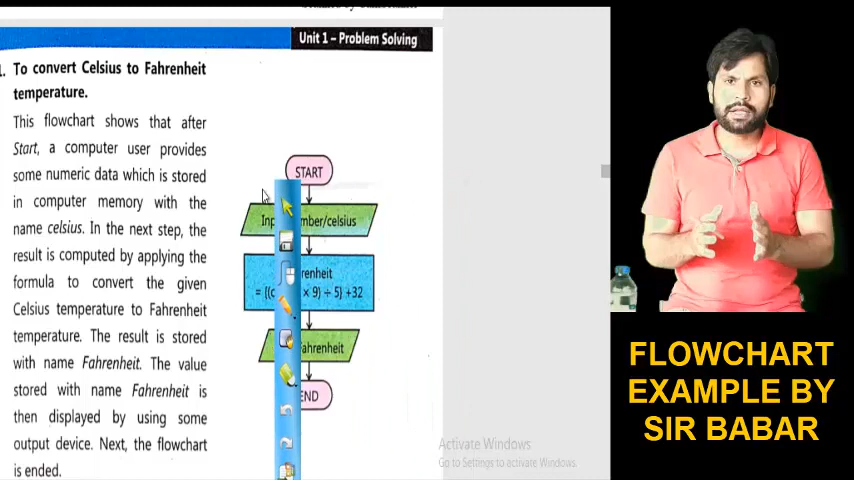 Unit 1 – Problem Solving
1. To convert Celsius to Fahrenheit
temperature.
This flowchart shows that after
Start, a computer user provides
some numeric data which is stored
in computer memory with the
name celsius. In the next step, the
result is computed by applying the
formula to convert the given
Celsius temperature to Fahrenheit
temperature. The result is stored
with name Fahrenheit. The value
stored with name Fahrenheit is
then displayed by using some
output device. Next, the flowchart
is ended.
START
/celsius
= × 9) ÷ 5} +32
END
Activate Windows
Go to Settings to activate Windows.
FLOWCHART
EXAMPLE BY
SIR BABAR